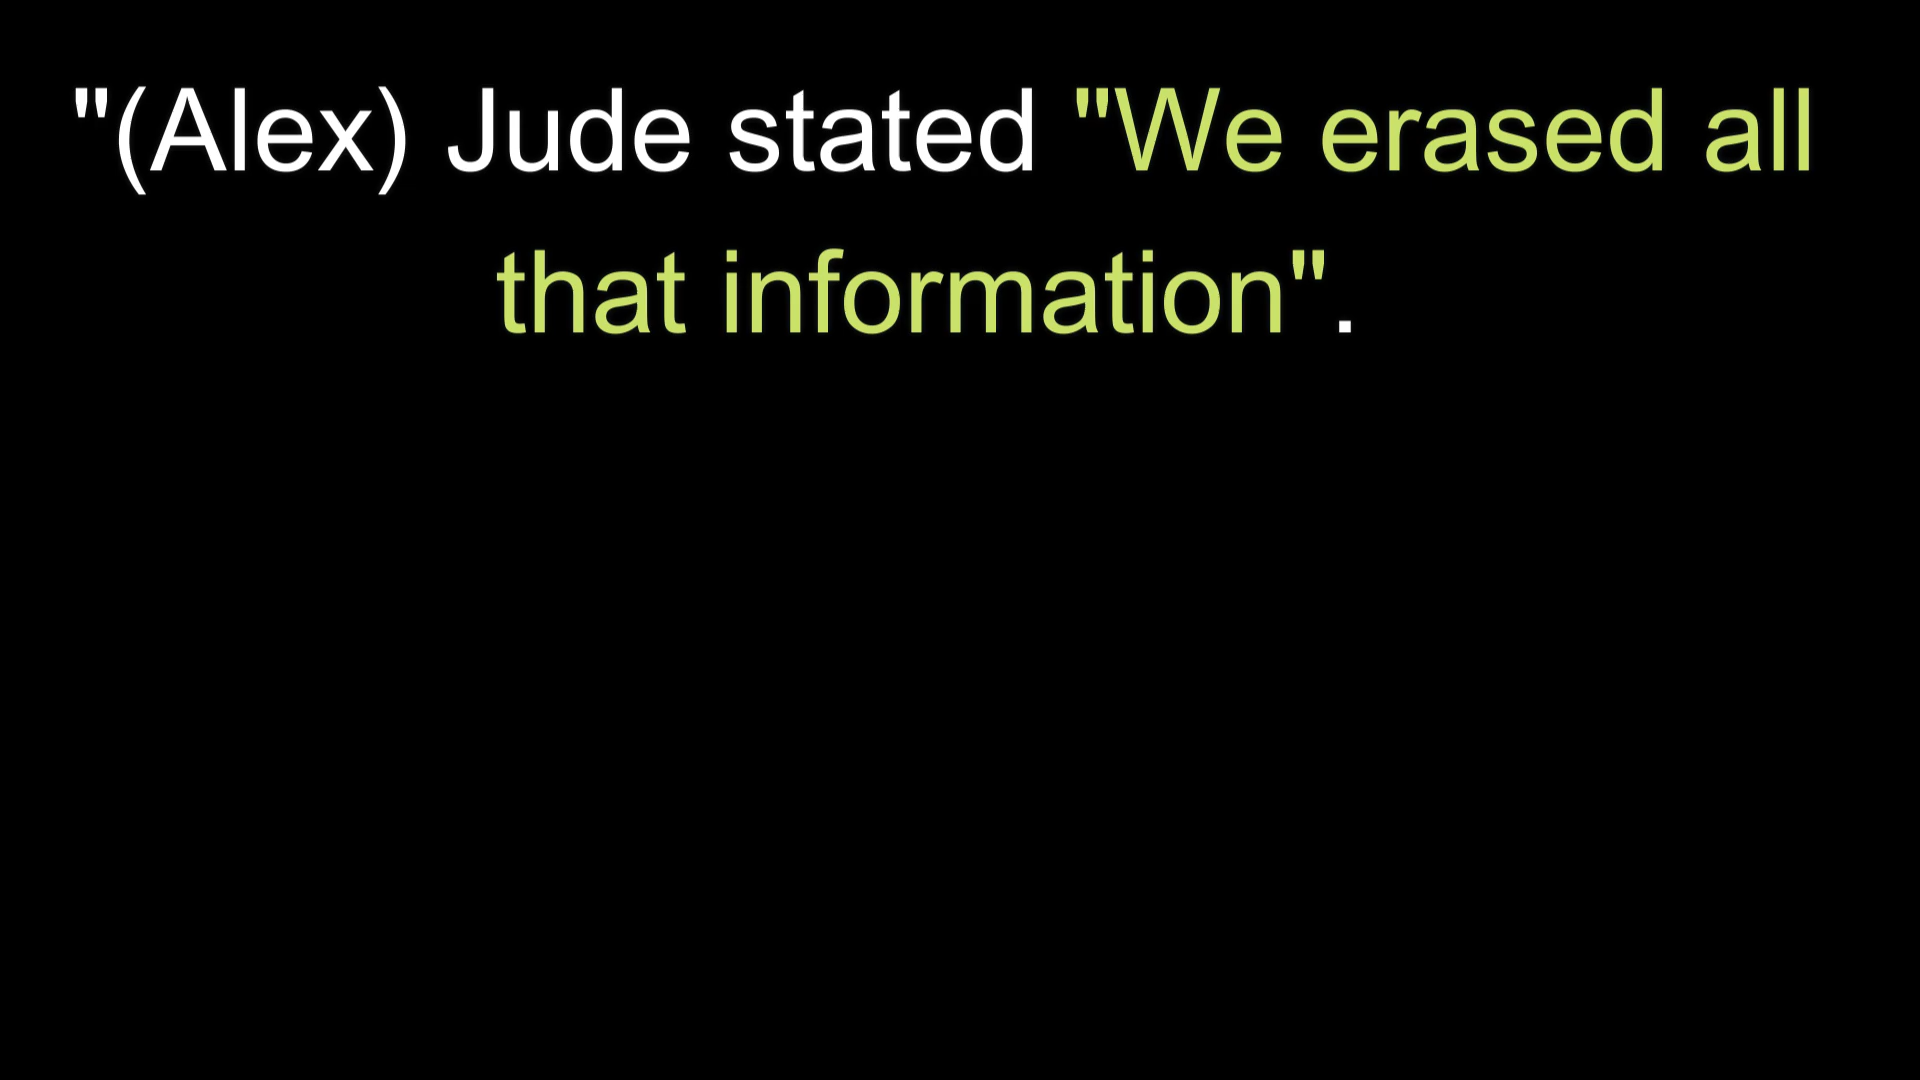 "(Alex) Jude stated "We erased all
that information".